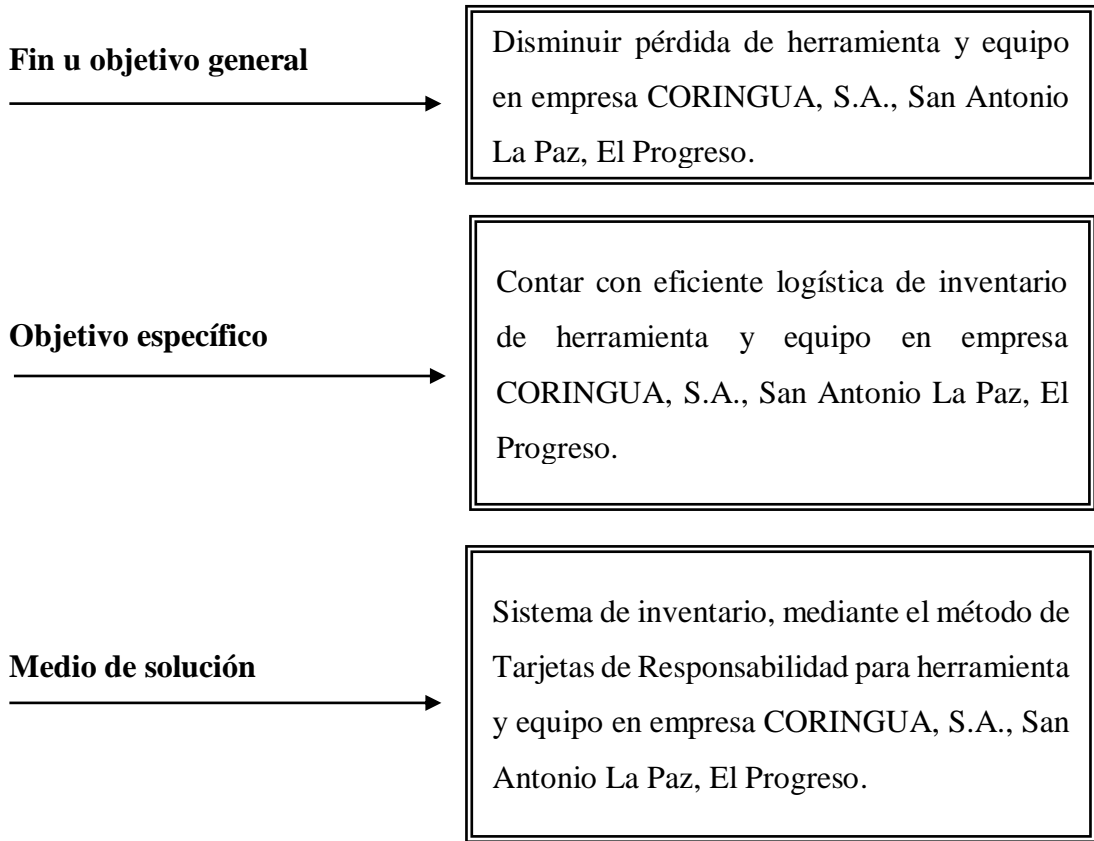 Fin u objetivo general
Disminuir pérdida de herramienta y equipo
en empresa CORINGUA, S.A., San Antonio
La Paz, El Progreso.
Objetivo específico
Contar con eficiente logística de inventario
de herramienta y equipo en empresa
CORINGUA, S.A., San Antonio La Paz, El
Progreso.
Medio de solución
Sistema de inventario, mediante el método de
Tarjetas de Responsabilidad para herramienta
y equipo en empresa CORINGUA, S.A., San
Antonio La Paz, El Progreso.